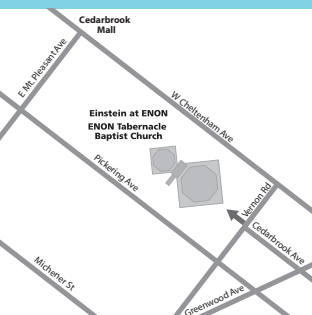 Cedarbrook
Mall
E Mt. Pleasant Ave
W Cheltenham Ave
Einstein at ENON
ENON Tabernacle
Baptist Church
Pickering Ave
Vernon Rd
Cedarbrook Ave
Michener St
Greenwood Ave